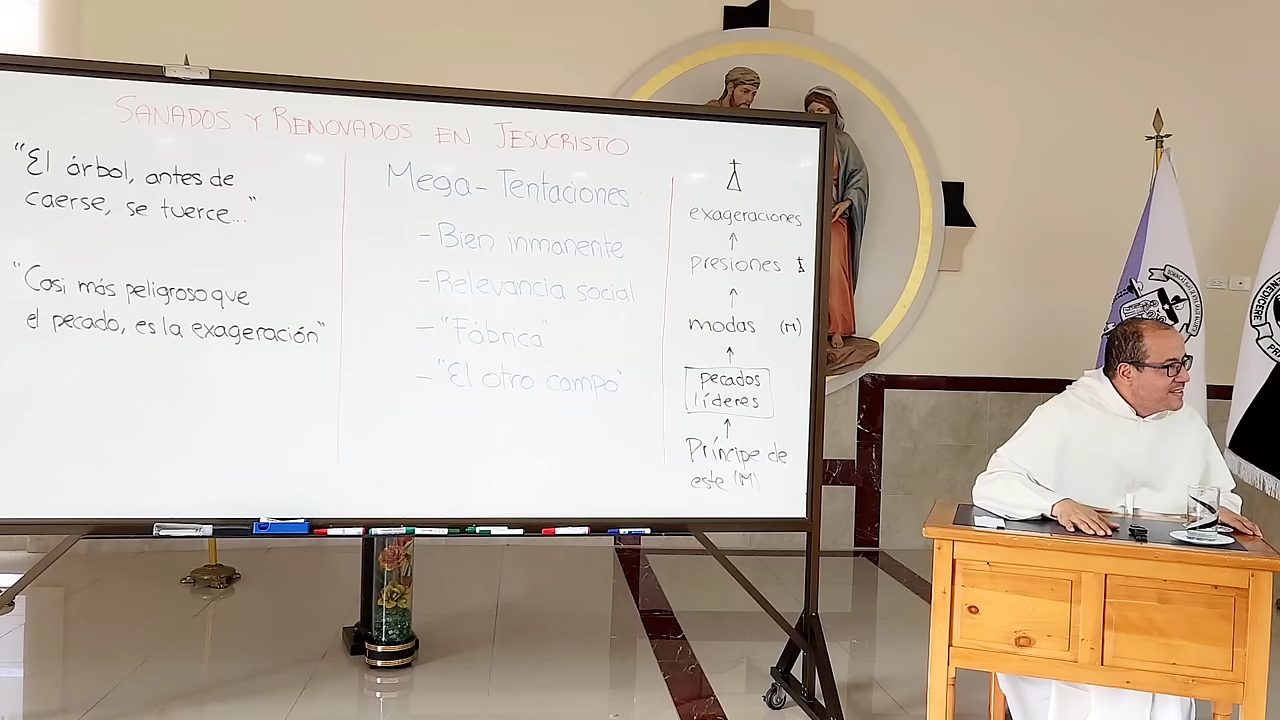 SANADOS Y RENOVADOS EN JESUCRISTO
"El árbol, antes de
caerse, se tuerce..."
"Casi más peligroso que
el pecado, es la exageración"
Mega-Tentaciones:
- Bien inmanente
- Relevancia social
- "Fábrica"
- "El otro campo"
exageraciones
↑
presiones
↑
modas (M)
↑
pecados
líderes
↑
Príncipe de
este (M)